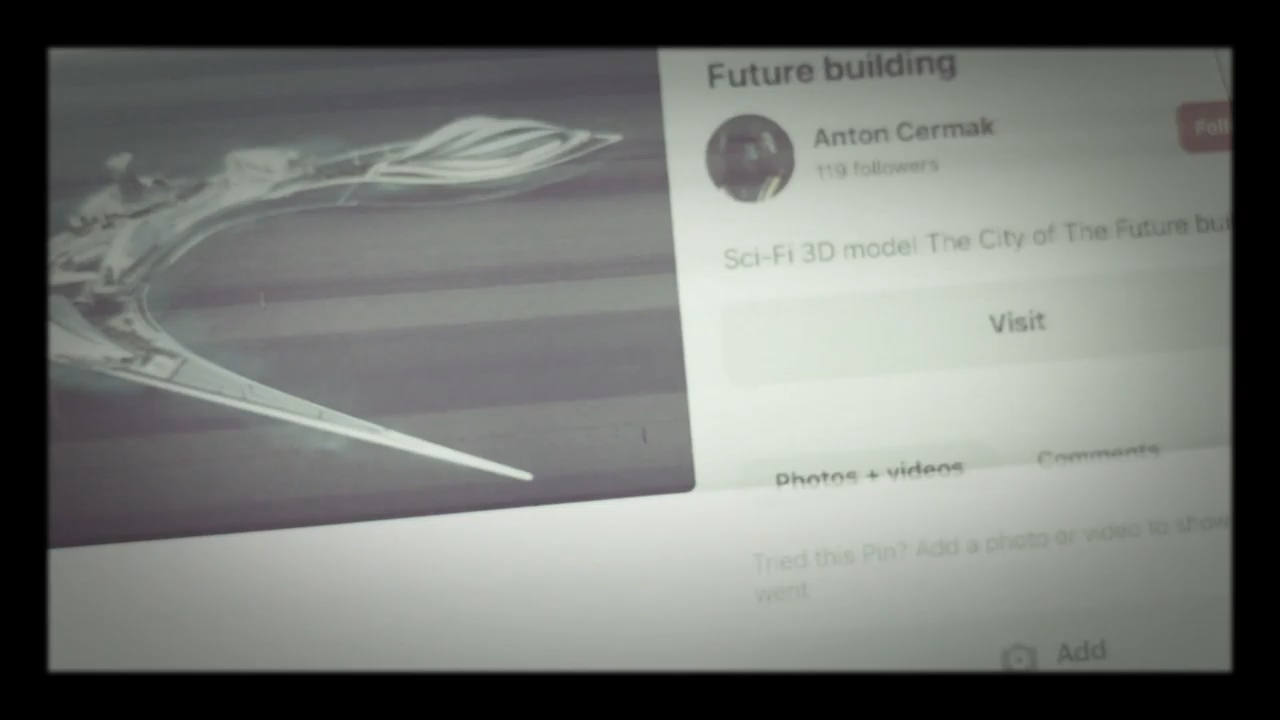 Future building
Anton Cermak
119 followers
Sci-Fi 3D model The City of The Future
Visit
Photos + videos
Comments
Tried this Pin? Add a photo or video to show
went
Add